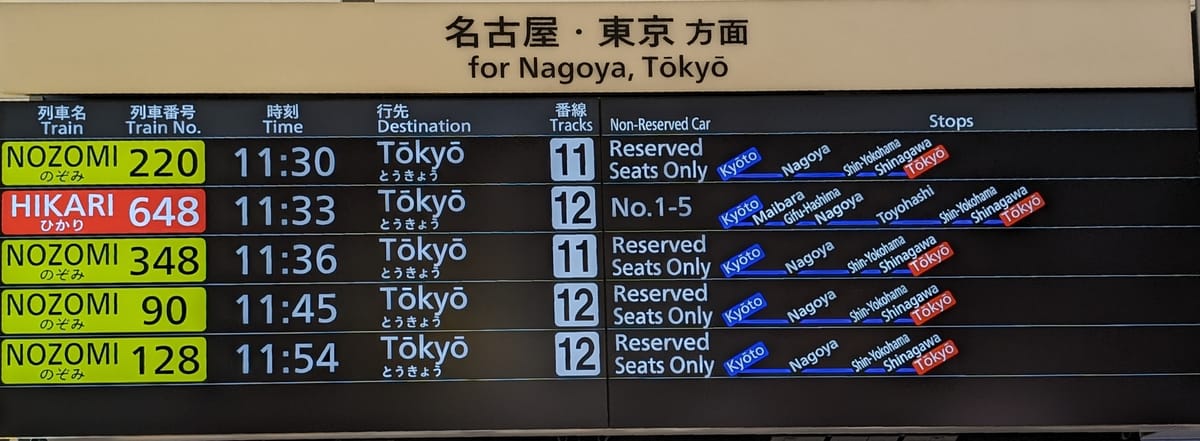 名古屋・東京 方面
for Nagoya, Tōkyō
列車名 列車番号 時刻 行先 番線
Train Train No. Time Destination Tracks Non-Reserved Car Stops
NOZOMI 220 11:30 Tōkyō 11 Reserved Seats Only Kyōto Nagoya Shin-Yokohama Shinagawa Tōkyō
のぞみ とうきょう
HIKARI 648 11:33 Tōkyō 12 No.1-5 Kyōto Maibara Gifu-Hashima Nagoya Toyohashi Shin-Yokohama Shinagawa Tōkyō
ひかり とうきょう
NOZOMI 348 11:36 Tōkyō 11 Reserved Seats Only Kyōto Nagoya Shin-Yokohama Shinagawa Tōkyō
のぞみ とうきょう
NOZOMI 90 11:45 Tōkyō 12 Reserved Seats Only Kyōto Nagoya Shin-Yokohama Shinagawa Tōkyō
のぞみ とうきょう
NOZOMI 128 11:54 Tōkyō 12 Reserved Seats Only Kyōto Nagoya Shin-Yokohama Shinagawa Tōkyō
のぞみ とうきょう